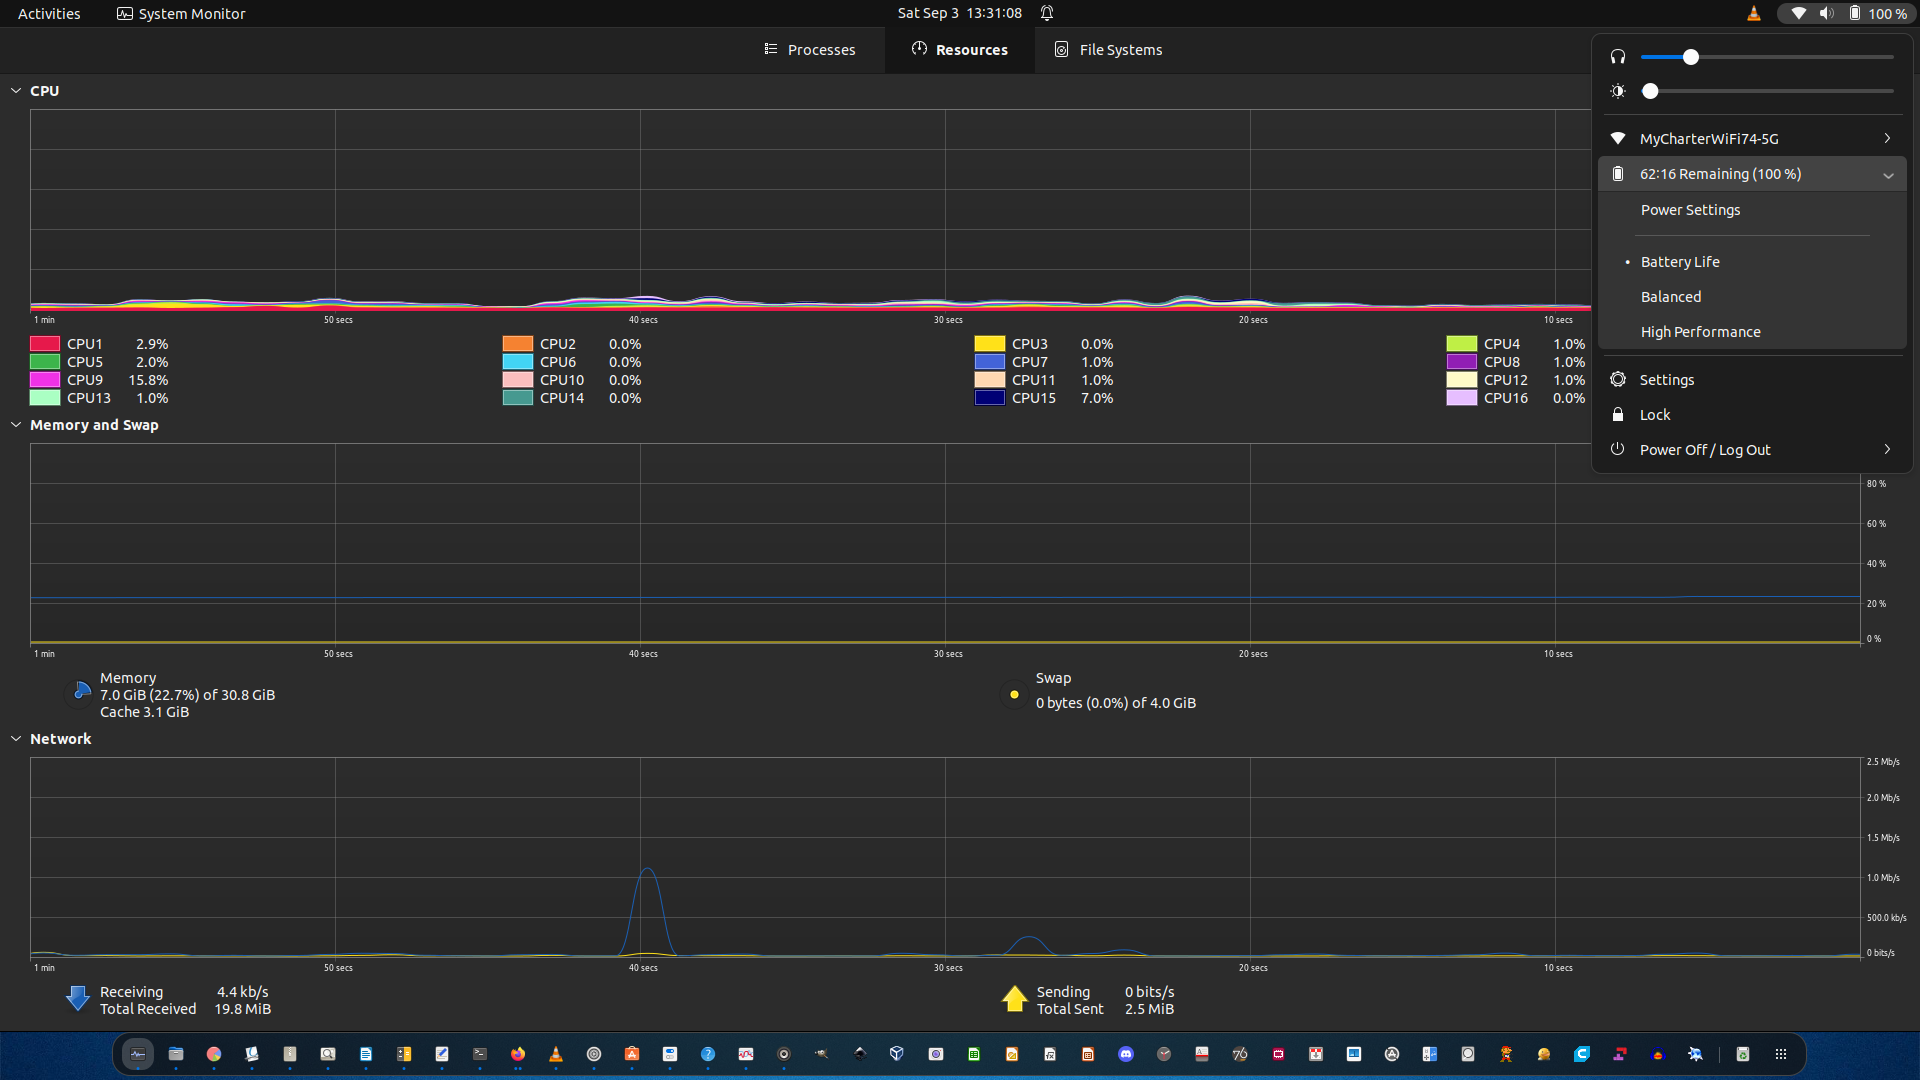 Activities
System Monitor
Sat Sep 3 13:31:08
100 %
Processes
Resources
File Systems
CPU
1 min
50 secs
40 secs
30 secs
20 secs
10 secs
CPU1 2.9%
CPU2 0.0%
CPU3 0.0%
CPU4 1.0%
CPU5 2.0%
CPU6 0.0%
CPU7 1.0%
CPU8 1.0%
CPU9 15.8%
CPU10 0.0%
CPU11 1.0%
CPU12 1.0%
CPU13 1.0%
CPU14 0.0%
CPU15 7.0%
CPU16 0.0%
MyCharterWiFi74-5G
62:16 Remaining (100 %)
Power Settings
• Battery Life
Balanced
High Performance
Settings
Lock
Power Off / Log Out
Memory and Swap
80 %
60 %
40 %
20 %
0 %
1 min
50 secs
40 secs
30 secs
20 secs
10 secs
Memory
7.0 GiB (22.7%) of 30.8 GiB
Cache 3.1 GiB
Swap
0 bytes (0.0%) of 4.0 GiB
Network
2.5 Mb/s
2.0 Mb/s
1.5 Mb/s
1.0 Mb/s
500.0 kb/s
0 bits/s
1 min
50 secs
40 secs
30 secs
20 secs
10 secs
Receiving 4.4 kb/s
Total Received 19.8 MiB
Sending 0 bits/s
Total Sent 2.5 MiB
76